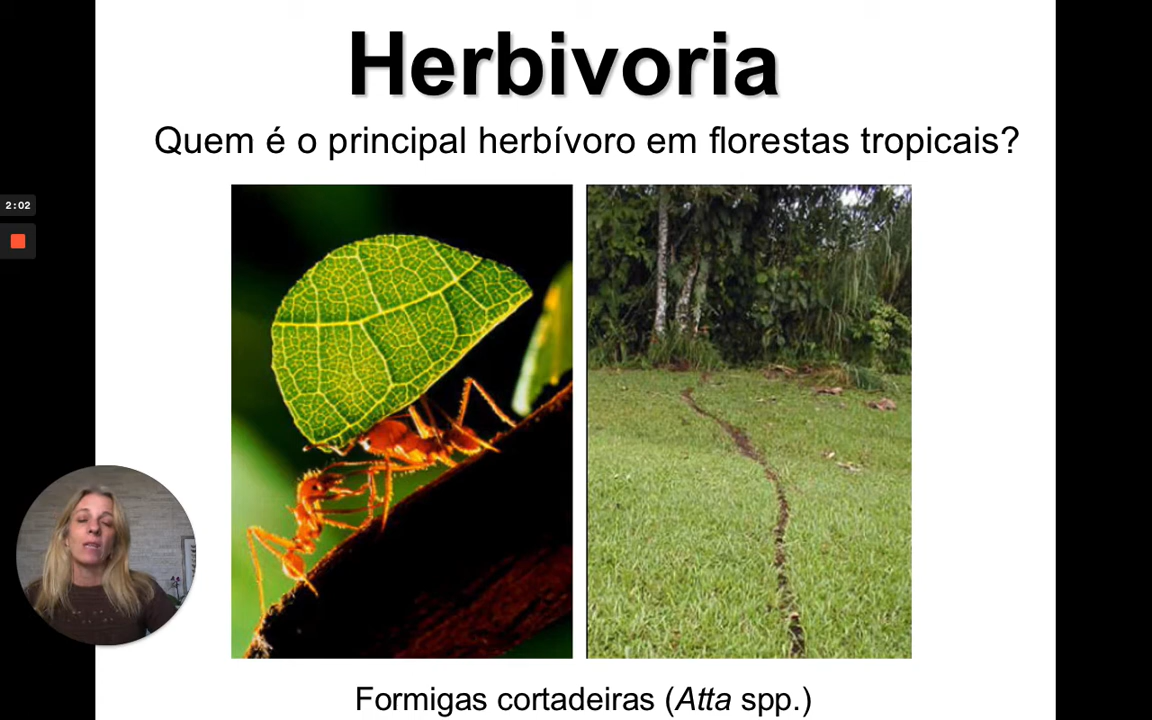 Herbivoria
Quem é o principal herbívoro em florestas tropicais?
2:02
Formigas cortadeiras (Atta spp.)